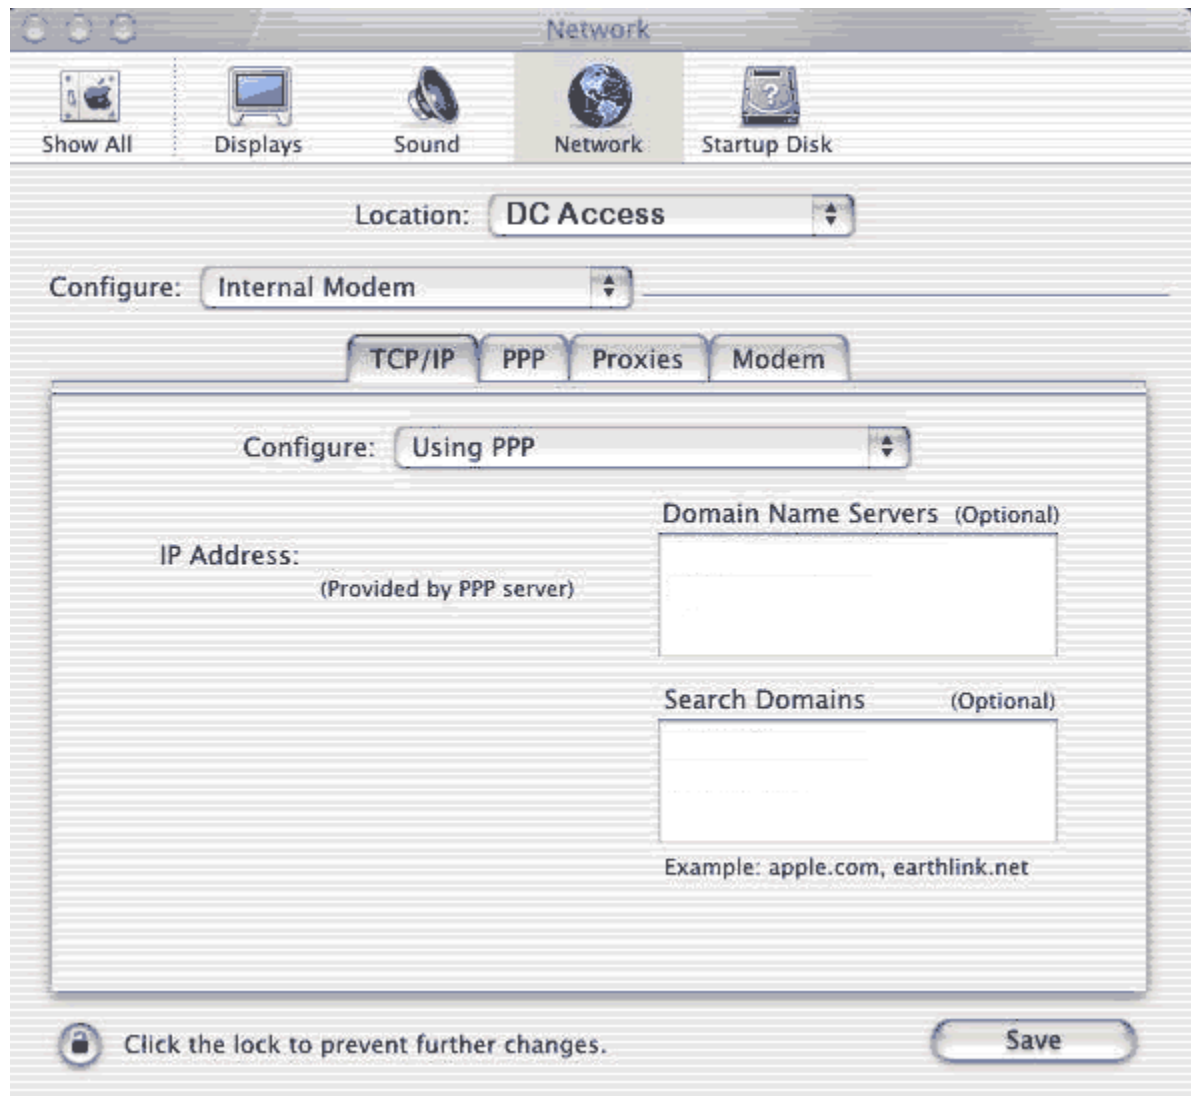 Network
Show All
Displays
Sound
Network
Startup Disk
Location: DC Access
Configure: Internal Modem
TCP/IP
PPP
Proxies
Modem
Configure: Using PPP
Domain Name Servers (Optional)
IP Address:
(Provided by PPP server)
Search Domains (Optional)
Example: apple.com, earthlink.net
Click the lock to prevent further changes.
Save